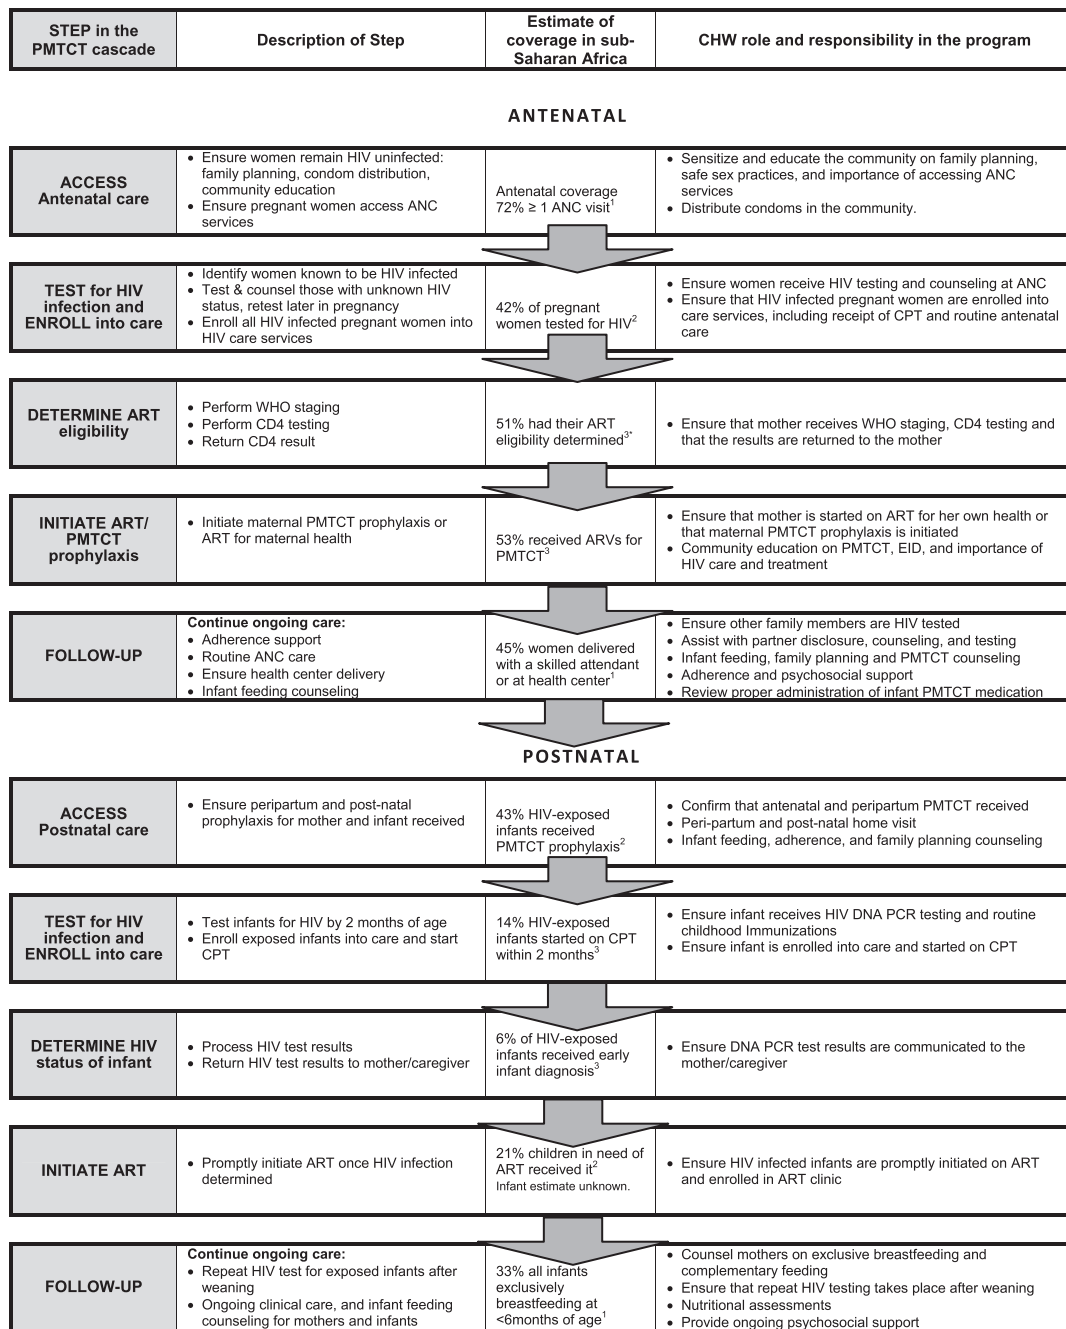 STEP in the
PMTCT cascade
Description of Step
Estimate of
coverage in sub-
Saharan Africa
CHW role and responsibility in the program
ANTENATAL
ACCESS
Antenatal care
• Ensure women remain HIV uninfected:
family planning, condom distribution,
community education
• Ensure pregnant women access ANC
services
Antenatal coverage
72% ≥ 1 ANC visit1
• Sensitize and educate the community on family planning,
safe sex practices, and importance of accessing ANC
services
• Distribute condoms in the community.
TEST for HIV
infection and
ENROLL into care
• Identify women known to be HIV infected
• Test & counsel those with unknown HIV
status, retest later in pregnancy
• Enroll all HIV infected pregnant women into
HIV care services
42% of pregnant
women tested for HIV2
• Ensure women receive HIV testing and counseling at ANC
• Ensure that HIV infected pregnant women are enrolled into
care services, including receipt of CPT and routine antenatal
care
DETERMINE ART
eligibility
• Perform WHO staging
• Perform CD4 testing
• Return CD4 result
51% had their ART
eligibility determined3*
• Ensure that mother receives WHO staging, CD4 testing and
that the results are returned to the mother
INITIATE ART/
PMTCT
prophylaxis
• Initiate maternal PMTCT prophylaxis or
ART for maternal health
53% received ARVs for
PMTCT3
• Ensure that mother is started on ART for her own health or
that maternal PMTCT prophylaxis is initiated
• Community education on PMTCT, EID, and importance of
HIV care and treatment
FOLLOW-UP
Continue ongoing care:
• Adherence support
• Routine ANC care
• Ensure health center delivery
• Infant feeding counseling
45% women delivered
with a skilled attendant
or at health center1
• Ensure other family members are HIV tested
• Assist with partner disclosure, counseling, and testing
• Infant feeding, family planning and PMTCT counseling
• Adherence and psychosocial support
• Review proper administration of infant PMTCT medication
POSTNATAL
ACCESS
Postnatal care
• Ensure peripartum and post-natal
prophylaxis for mother and infant received
43% HIV-exposed
infants received
PMTCT prophylaxis2
• Confirm that antenatal and peripartum PMTCT received
• Peri-partum and post-natal home visit
• Infant feeding, adherence, and family planning counseling
TEST for HIV
infection and
ENROLL into care
• Test infants for HIV by 2 months of age
• Enroll exposed infants into care and start
CPT
14% HIV-exposed
infants started on CPT
within 2 months3
• Ensure infant receives HIV DNA PCR testing and routine
childhood Immunizations
• Ensure infant is enrolled into care and started on CPT
DETERMINE HIV
status of infant
• Process HIV test results
• Return HIV test results to mother/caregiver
6% of HIV-exposed
infants received early
infant diagnosis3
• Ensure DNA PCR test results are communicated to the
mother/caregiver
INITIATE ART
• Promptly initiate ART once HIV infection
determined
21% children in need of
ART received it2
Infant estimate unknown.
• Ensure HIV infected infants are promptly initiated on ART
and enrolled in ART clinic
FOLLOW-UP
Continue ongoing care:
• Repeat HIV test for exposed infants after
weaning
• Ongoing clinical care, and infant feeding
counseling for mothers and infants
33% all infants
exclusively
breastfeeding at
<6months of age1
• Counsel mothers on exclusive breastfeeding and
complementary feeding
• Ensure that repeat HIV testing takes place after weaning
• Nutritional assessments
• Provide ongoing psychosocial support